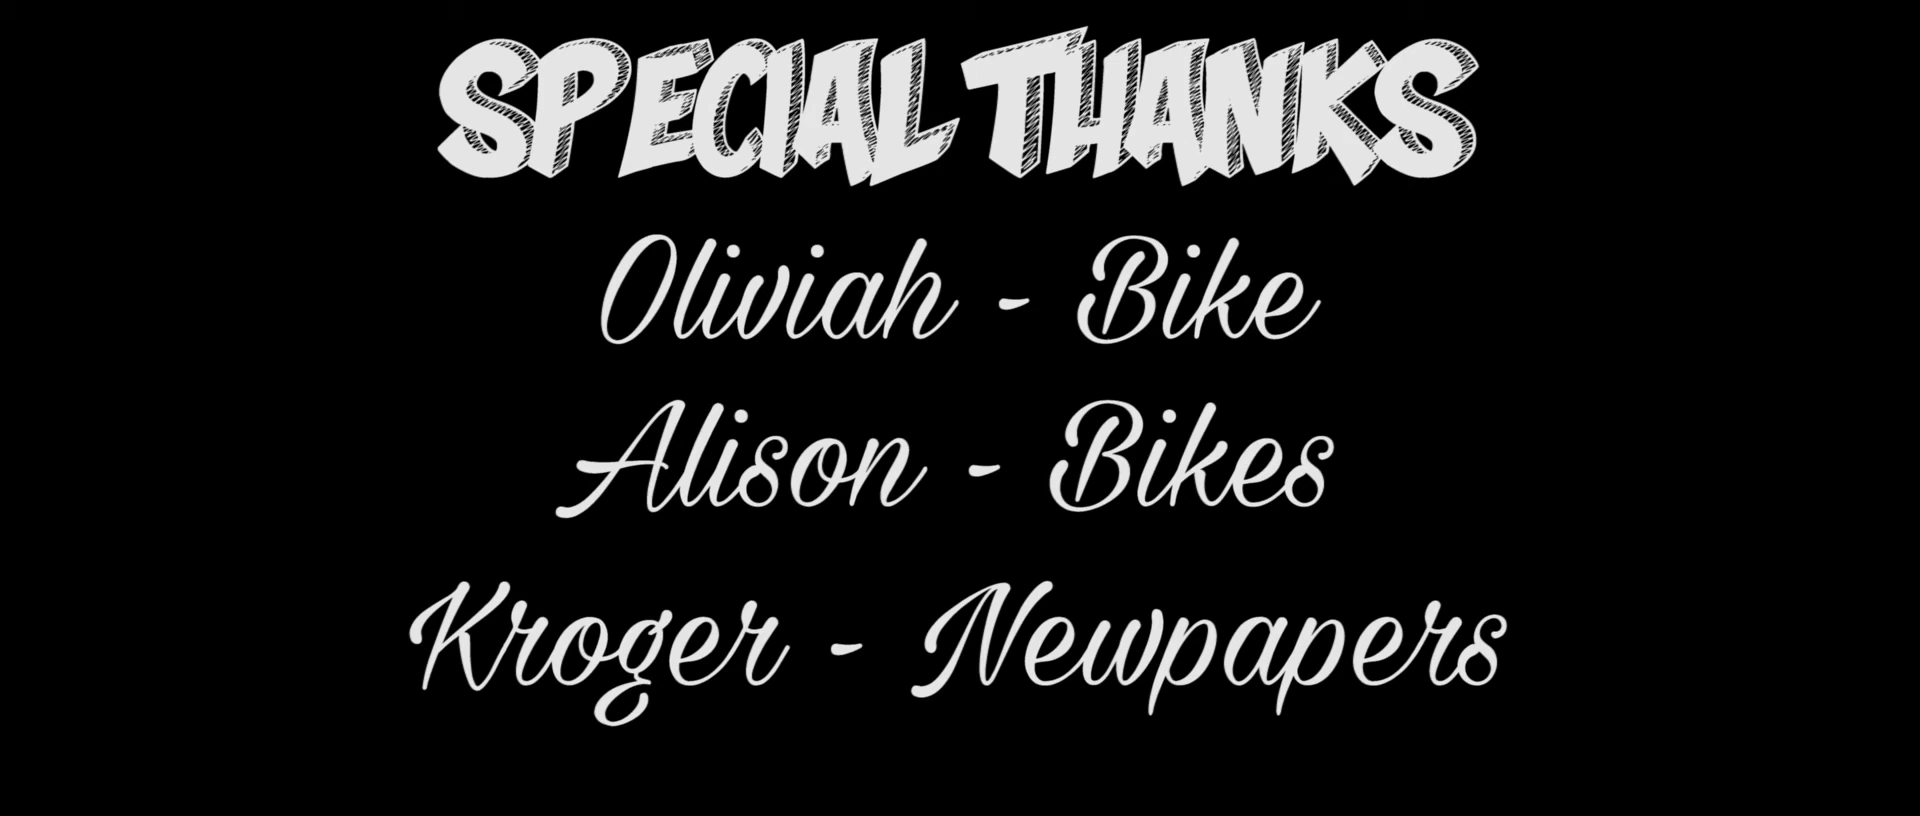 SPECIAL THANKS
Oliviah - Bike
Alison - Bikes
Kroger - Newpapers